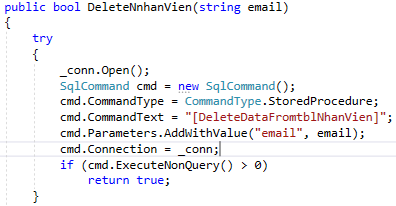 public bool DeleteNnhanVien(string email)
{
try
{
_conn.Open();
SqlCommand cmd = new SqlCommand();
cmd.CommandType = CommandType.StoredProcedure;
cmd.CommandText = "[DeleteDataFromtblNhanVien]";
cmd.Parameters.AddWithValue("email", email);
cmd.Connection = _conn;
if (cmd.ExecuteNonQuery() > 0)
return true;
}